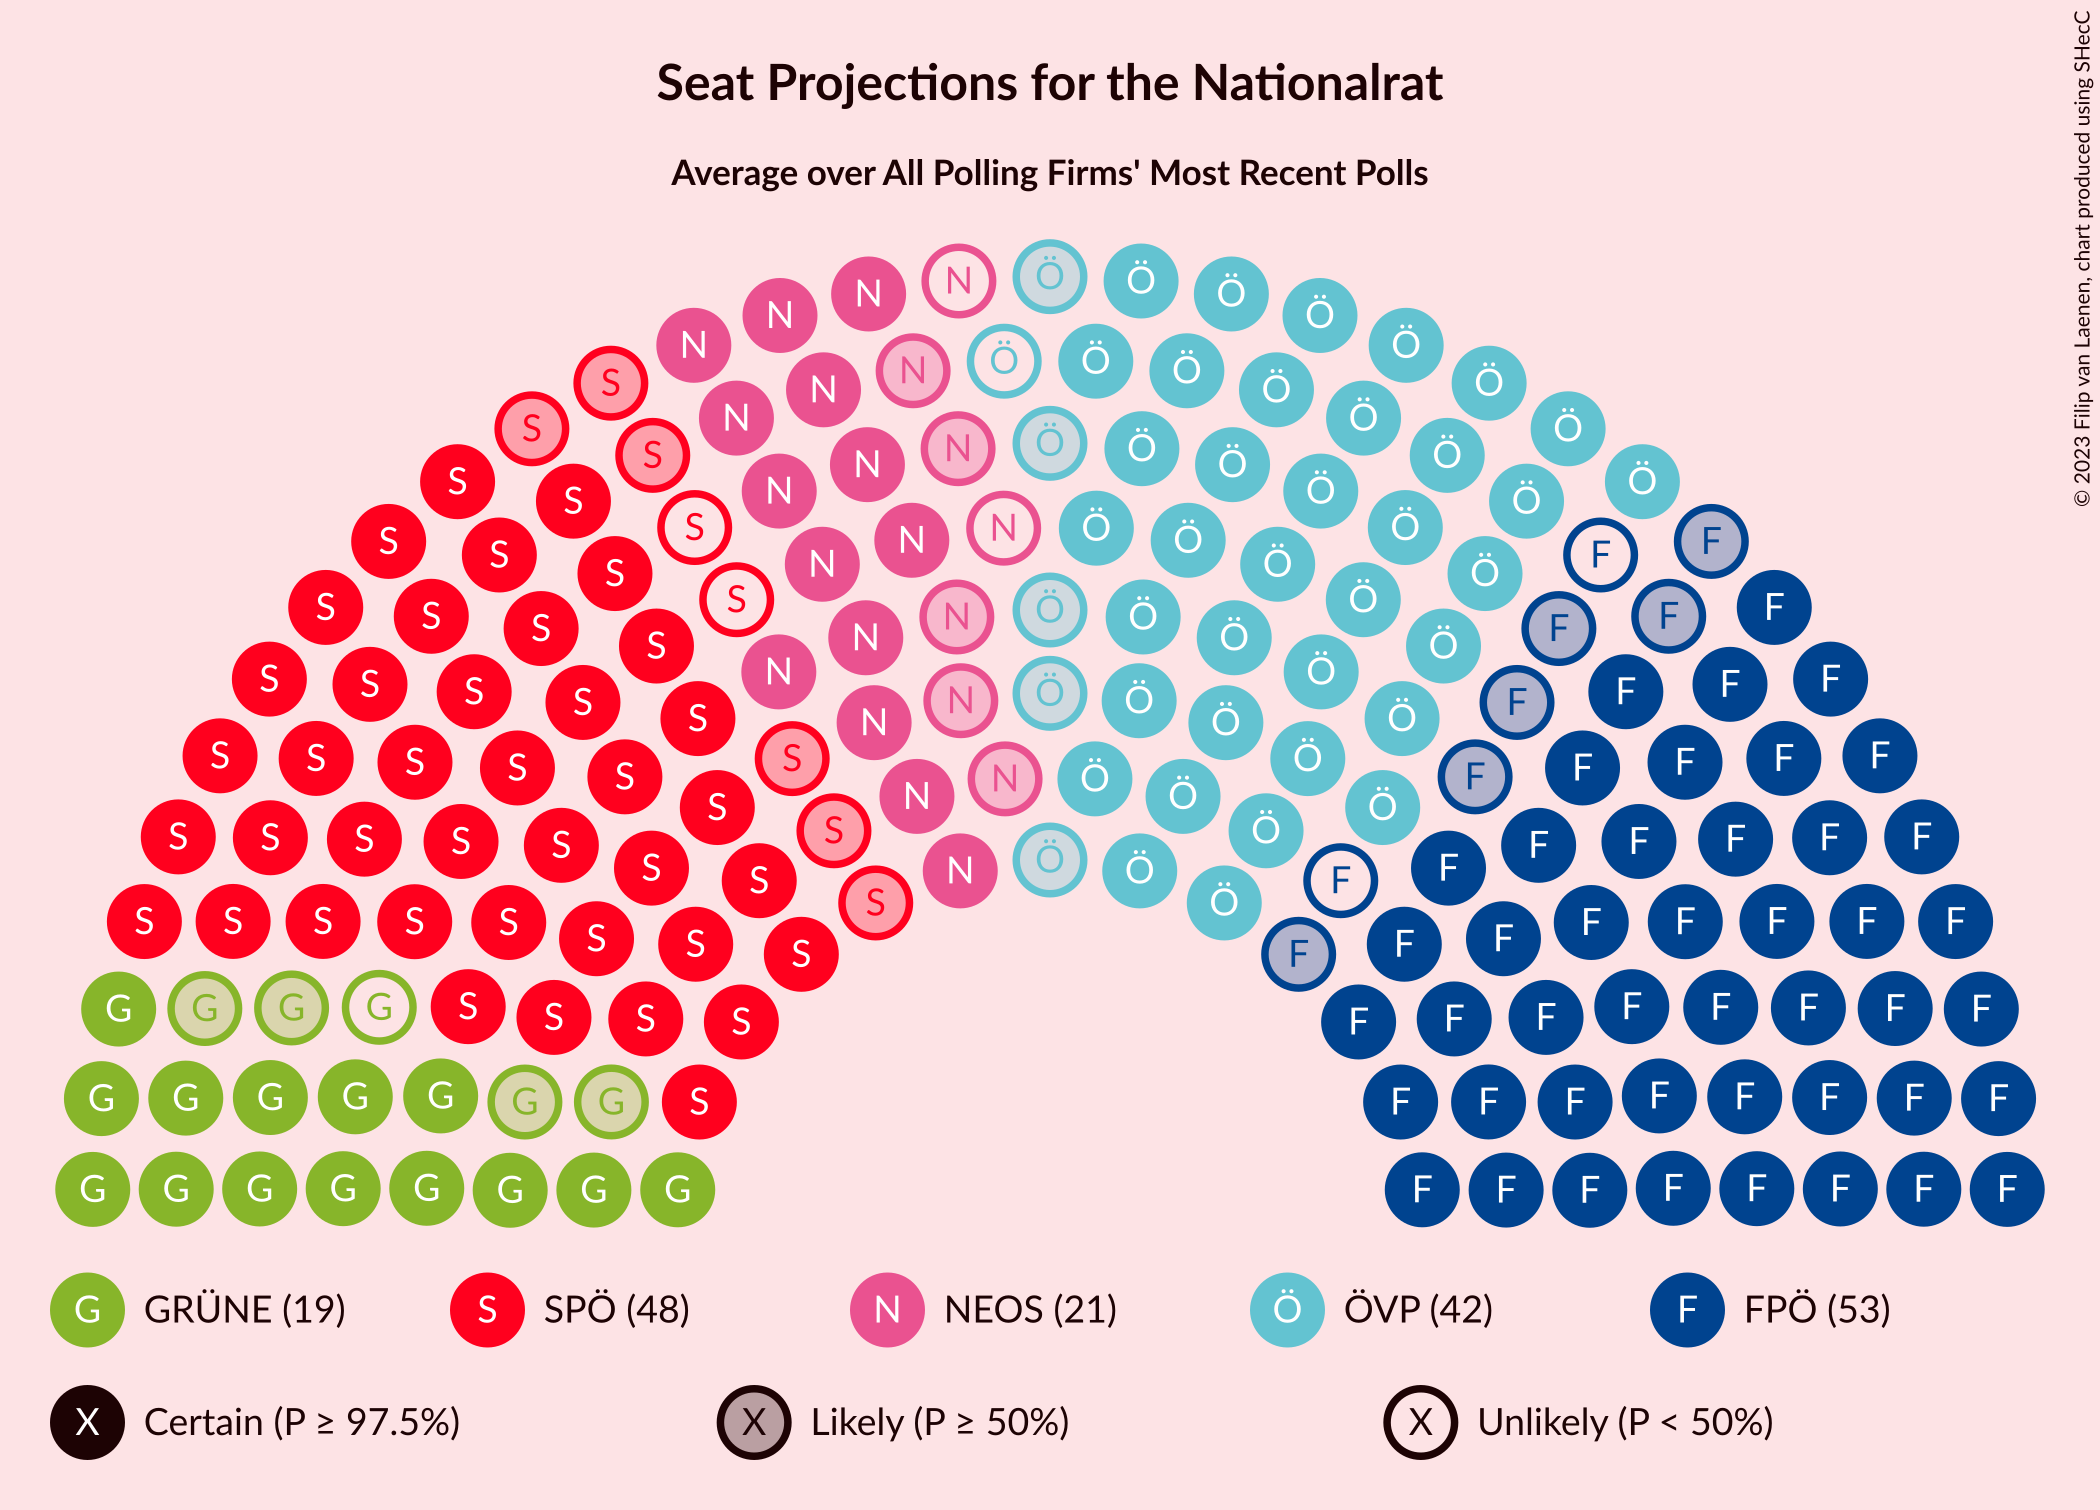 Seat Projections for the Nationalrat
Average over All Polling Firms' Most Recent Polls
© 2023 Filip van Laenen, chart produced using SHecC
N N Ö Ö Ö
N N Ö Ö
S N N Ö Ö Ö Ö Ö
S S N N N Ö Ö Ö Ö Ö Ö
S S N Ö Ö Ö
S S S S N N N Ö Ö Ö Ö Ö F F
S S S S S N N Ö Ö Ö Ö Ö F F F
S S S S S N N N Ö Ö Ö Ö Ö F F F F
S S S S S S S N N Ö Ö Ö Ö F F F F F
S S S S S S S S N Ö Ö Ö F F F F F F F
S S S S S S S S S Ö F F F F F F F F
G G G G S S S S F F F F F F F F
G G G G G G G S F F F F F F F F
G G G G G G G G F F F F F F F F
G GRÜNE (19) S SPÖ (48) N NEOS (21) Ö ÖVP (42) F FPÖ (53)
X Certain (P ≥ 97.5%) X Likely (P ≥ 50%) X Unlikely (P < 50%)